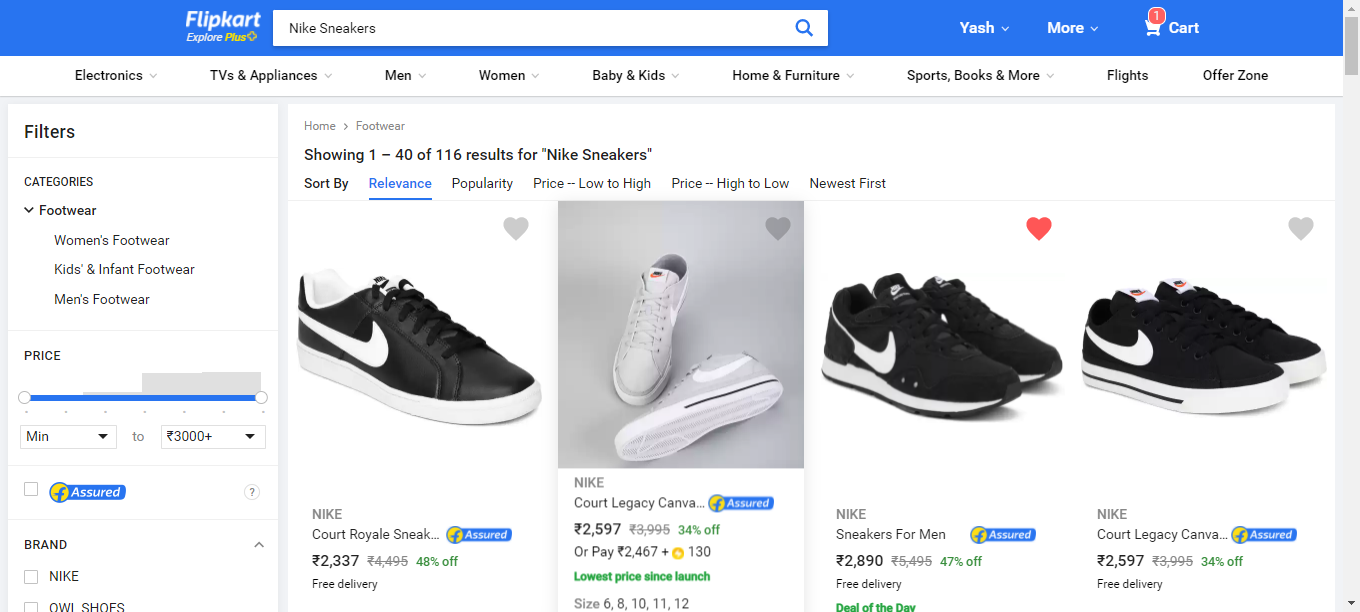 Flipkart
Explore Plus
Nike Sneakers
Yash
More
1
Cart
Electronics
TVs & Appliances
Men
Women
Baby & Kids
Home & Furniture
Sports, Books & More
Flights
Offer Zone
Filters
CATEGORIES
Footwear
Women's Footwear
Kids' & Infant Footwear
Men's Footwear
PRICE
Min
to
₹3000+
f Assured
?
BRAND
NIKE
OWL SHOES
Home > Footwear
Showing 1 – 40 of 116 results for "Nike Sneakers"
Sort By Relevance Popularity Price -- Low to High Price -- High to Low Newest First
NIKE
Court Royale Sneak... f Assured
₹2,337 ₹4,495 48% off
Free delivery
NIKE
Court Legacy Canva... f Assured
₹2,597 ₹3,995 34% off
Or Pay ₹2,467 + 130
Lowest price since launch
Size 6, 8, 10, 11, 12
NIKE
Sneakers For Men f Assured
₹2,890 ₹5,495 47% off
Free delivery
Deal of the Day
NIKE
Court Legacy Canva... f Assured
₹2,597 ₹3,995 34% off
Free delivery